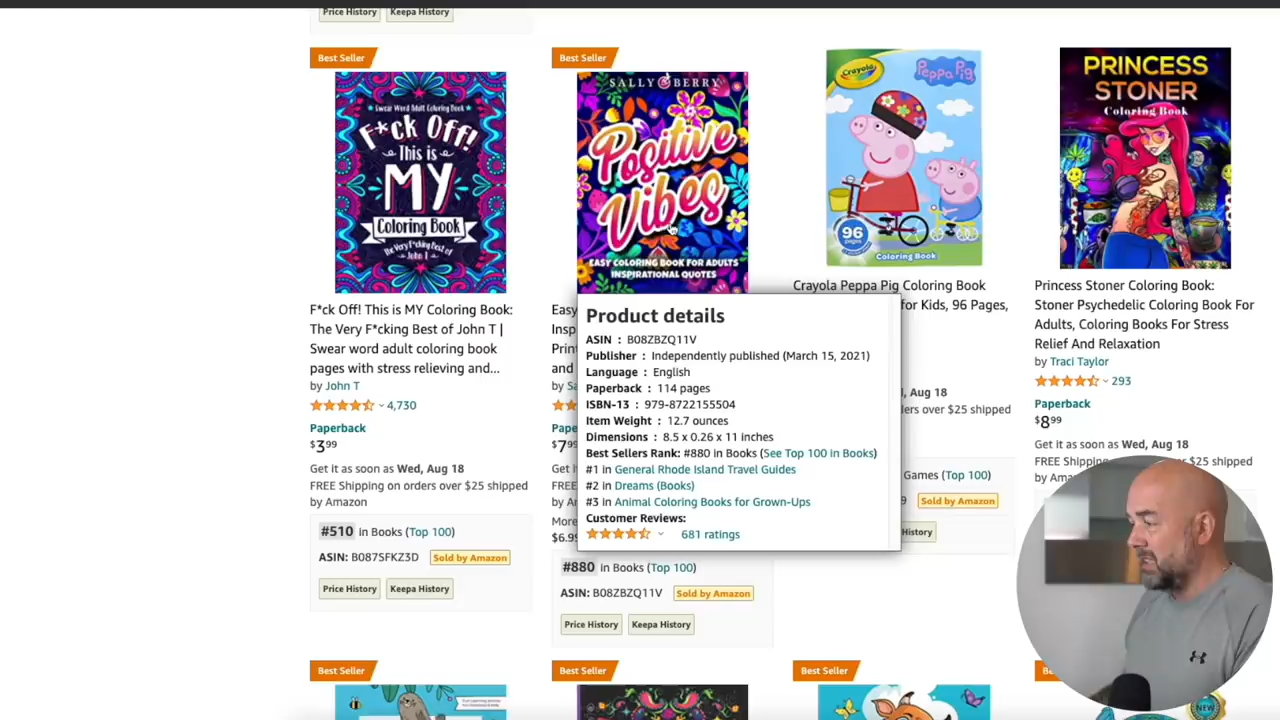 Price History Keepa History
Best Seller
Swear Word Adult Coloring Book
F*ck Off!
This is
MY
Coloring Book
The Very F*cking Best of
John T
F*ck Off! This is MY Coloring Book:
The Very F*cking Best of John T |
Swear word adult coloring book
pages with stress relieving and...
by John T
4,730
Paperback
$3.99
Get it as soon as Wed, Aug 18
FREE Shipping on orders over $25 shipped
by Amazon
#510 in Books (Top 100)
ASIN: B087SFKZ3D Sold by Amazon
Price History Keepa History
Best Seller
SALLY BERRY
Positive
Vibes
EASY COLORING BOOK FOR ADULTS
INSPIRATIONAL QUOTES
Easy
Insp
Print
and
by Sa
Pape
$7.99
Get i
FREE
by A
More
$6.99
Product details
ASIN : B08ZBZQ11V
Publisher : Independently published (March 15, 2021)
Language : English
Paperback : 114 pages
ISBN-13 : 979-8722155504
Item Weight : 12.7 ounces
Dimensions : 8.5 x 0.26 x 11 inches
Best Sellers Rank: #880 in Books (See Top 100 in Books)
#1 in General Rhode Island Travel Guides
#2 in Dreams (Books)
#3 in Animal Coloring Books for Grown-Ups
Customer Reviews:
681 ratings
#880 in Books (Top 100)
ASIN: B08ZBZQ11V Sold by Amazon
Price History Keepa History
Crayola
Peppa Pig
96
pages
Coloring Book
Crayola Peppa Pig Coloring Book
for Kids, 96 Pages,
, Aug 18
ers over $25 shipped
Games (Top 100)
9 Sold by Amazon
History
PRINCESS
STONER
Coloring Book
Princess Stoner Coloring Book:
Stoner Psychedelic Coloring Book For
Adults, Coloring Books For Stress
Relief And Relaxation
by Traci Taylor
293
Paperback
$8.99
Get it as soon as Wed, Aug 18
FREE Shipping on orders over $25 shipped
by Ama
Best Seller
Best Seller
Best Seller
Be
NEW